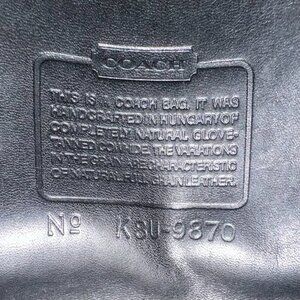 COACH
THIS IS A COACH BAG. IT WAS
HANDCRAFTED IN HUNGARY OF
COMPLETELY NATURAL GLOVE-
TANNED COWHIDE. THE VARIATIONS
IN THE GRAIN ARE CHARACTERISTIC
OF NATURAL FULL GRAIN LEATHER.
No K8U-9870